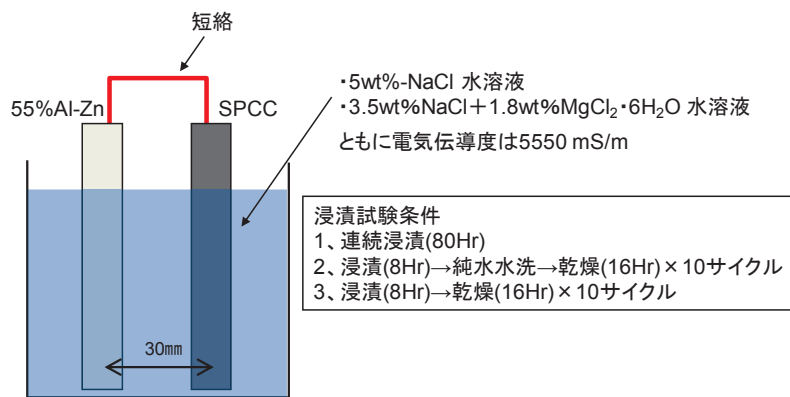 短絡
55%Al-Zn
SPCC
・5wt%-NaCl 水溶液
・3.5wt%NaCl＋1.8wt%MgCl₂・6H₂O 水溶液
ともに電気伝導度は5550 mS/m
浸漬試験条件
1、連続浸漬(80Hr)
2、浸漬(8Hr)→純水水洗→乾燥(16Hr)×10サイクル
3、浸漬(8Hr)→乾燥(16Hr)×10サイクル
30㎜